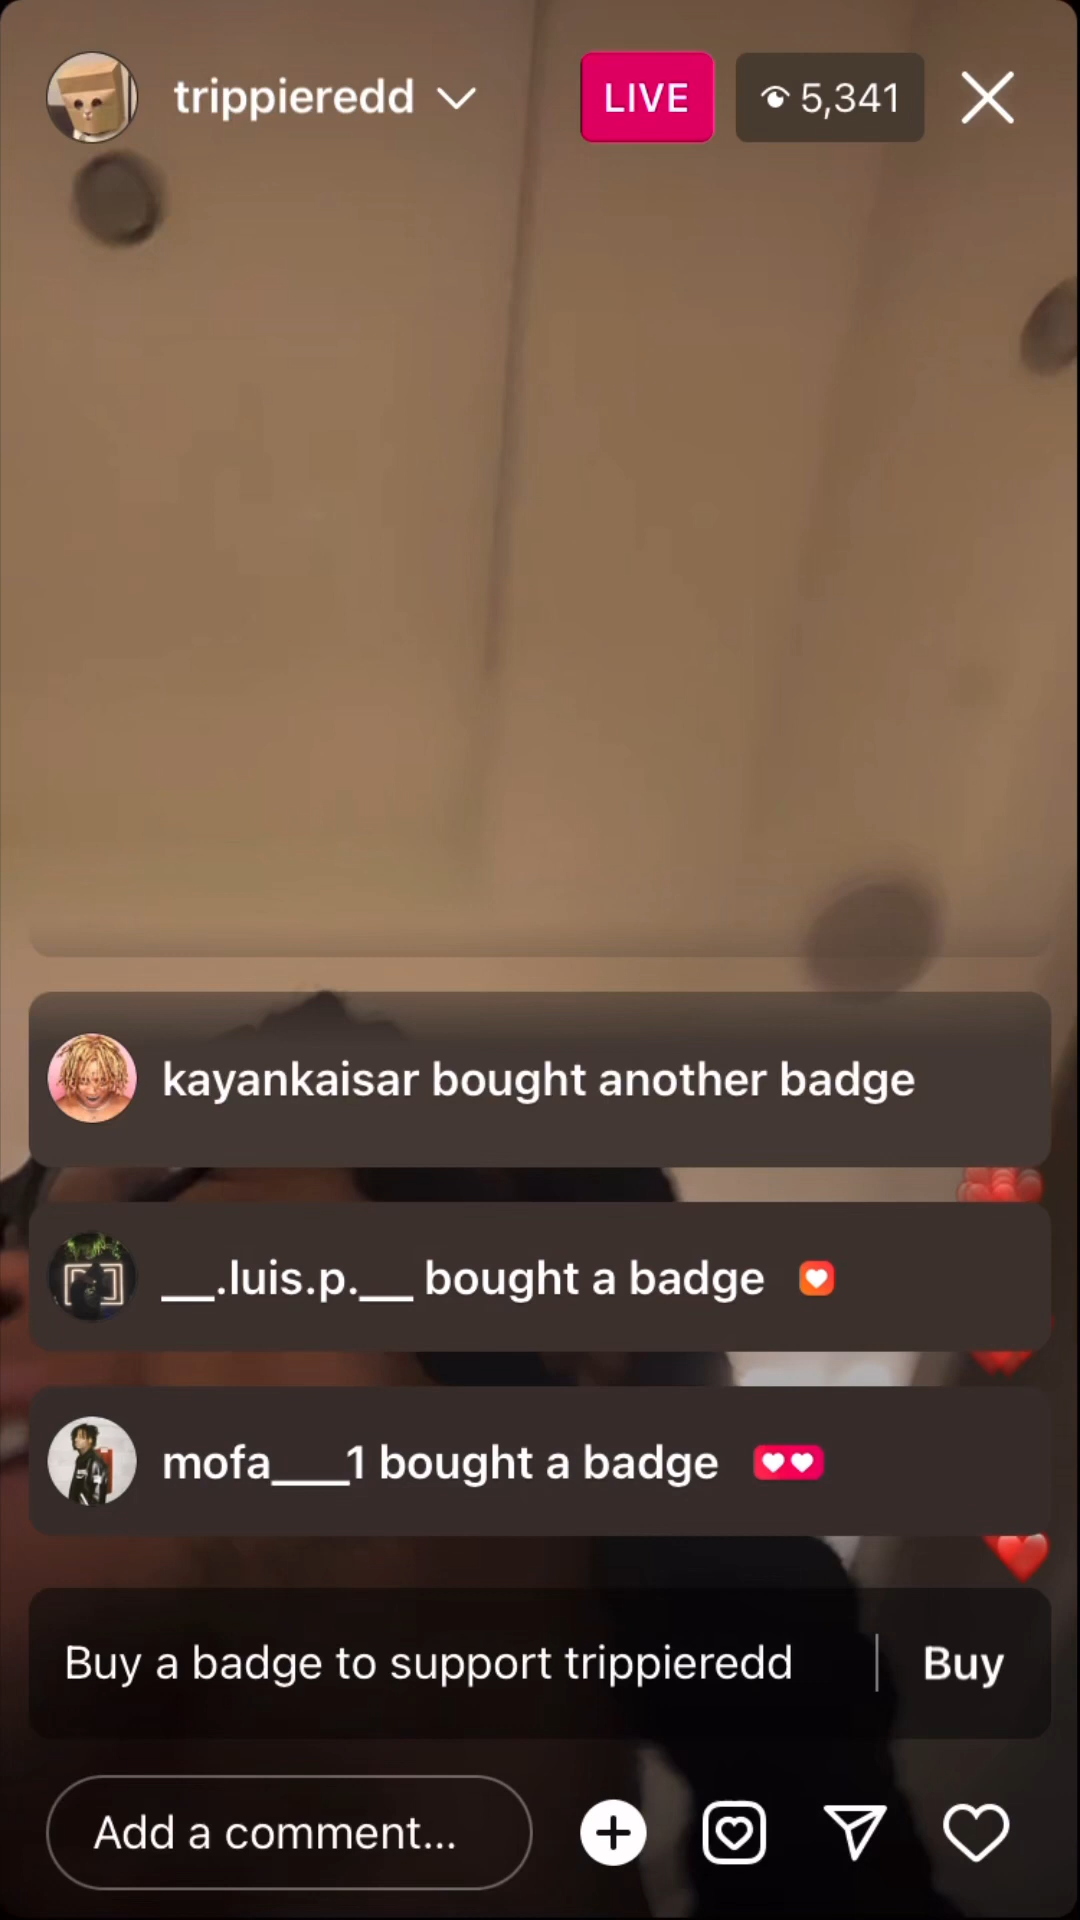 trippieredd
LIVE
5,341
kayankaisar bought another badge
__.luis.p.__ bought a badge
mofa___1 bought a badge
Buy a badge to support trippieredd
Buy
Add a comment...